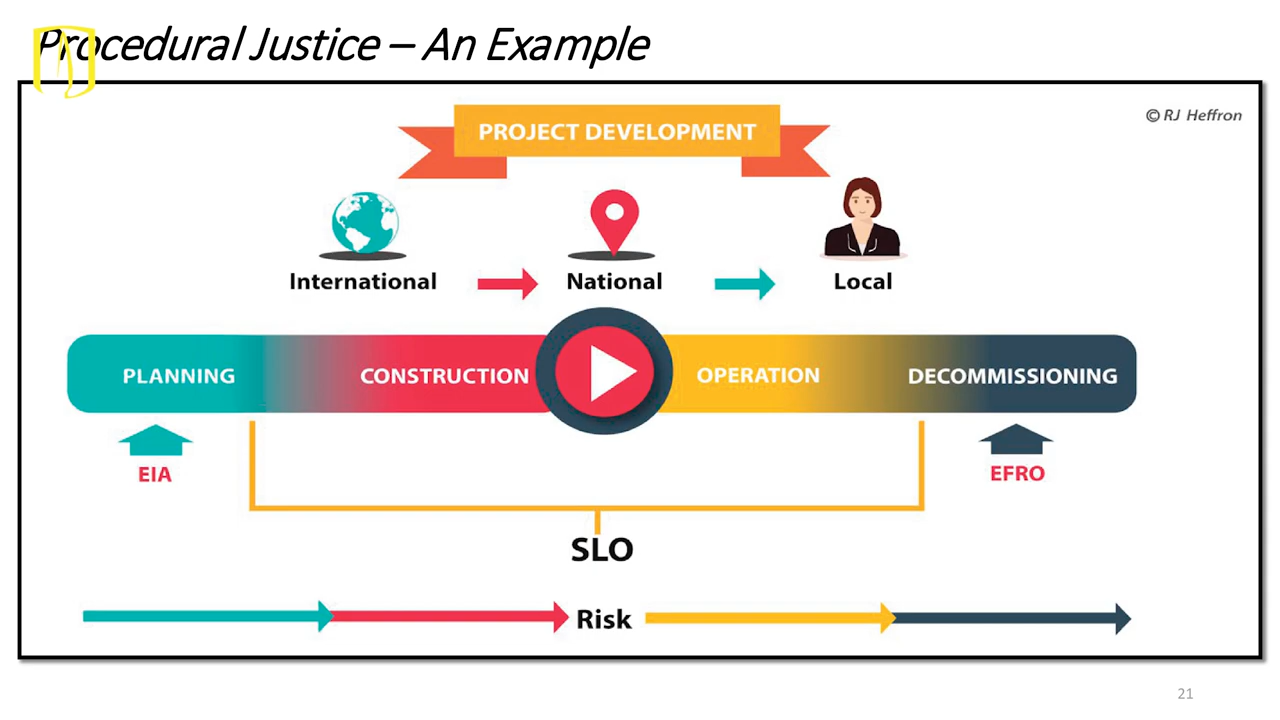 Procedural Justice – An Example
© RJ Heffron
PROJECT DEVELOPMENT
International
National
Local
PLANNING
CONSTRUCTION
OPERATION
DECOMMISSIONING
EIA
EFRO
SLO
Risk
21